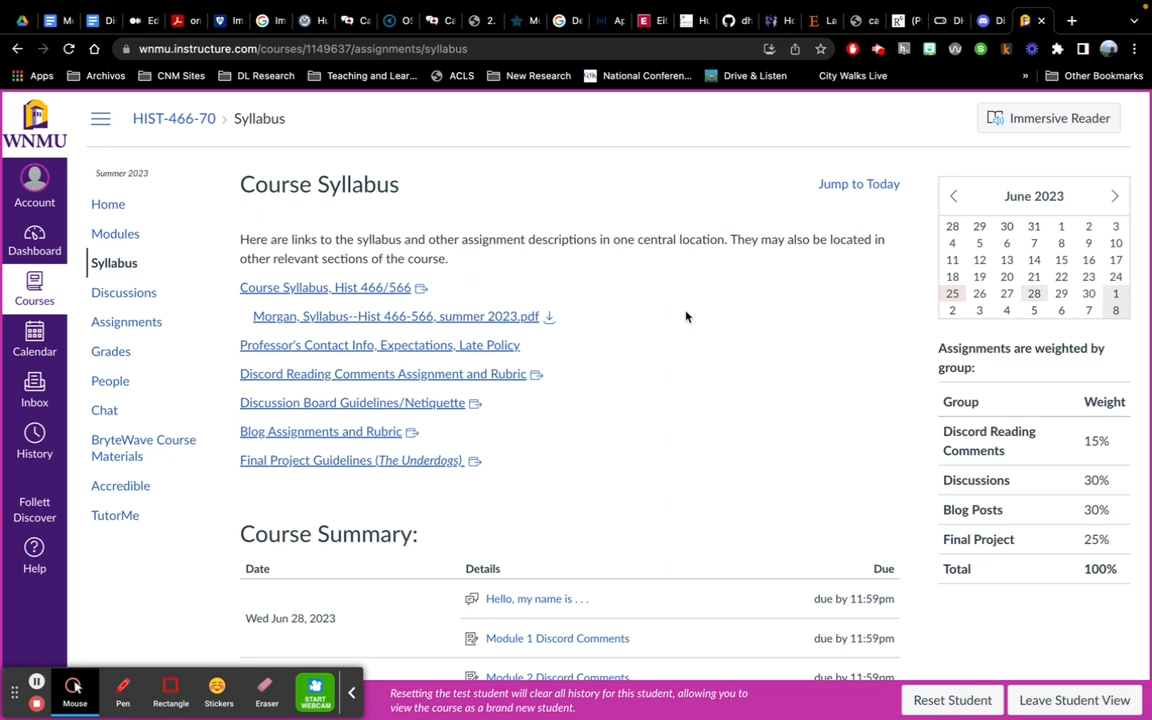 wnmu.instructure.com/courses/1149637/assignments/syllabus
Apps Archivos CNM Sites DL Research Teaching and Lear... ACLS New Research National Conferen... Drive & Listen City Walks Live » Other Bookmarks
WNMU
Account
Dashboard
Courses
Calendar
Inbox
History
Follett
Discover
Help
HIST-466-70 › Syllabus
Immersive Reader
Summer 2023
Home
Modules
Syllabus
Discussions
Assignments
Grades
People
Chat
BryteWave Course
Materials
Accredible
TutorMe
Course Syllabus
Jump to Today
Here are links to the syllabus and other assignment descriptions in one central location. They may also be located in
other relevant sections of the course.
Course Syllabus, Hist 466/566
Morgan, Syllabus--Hist 466-566, summer 2023.pdf
Professor's Contact Info, Expectations, Late Policy
Discord Reading Comments Assignment and Rubric
Discussion Board Guidelines/Netiquette
Blog Assignments and Rubric
Final Project Guidelines (The Underdogs)
Course Summary:
Date Details Due
Wed Jun 28, 2023
Hello, my name is . . . due by 11:59pm
Module 1 Discord Comments due by 11:59pm
Module 2 Discord Comments due by 11:59pm
June 2023
28 29 30 31 1 2 3
4 5 6 7 8 9 10
11 12 13 14 15 16 17
18 19 20 21 22 23 24
25 26 27 28 29 30 1
2 3 4 5 6 7 8
Assignments are weighted by
group:
Group Weight
Discord Reading
Comments 15%
Discussions 30%
Blog Posts 30%
Final Project 25%
Total 100%
Mouse Pen Rectangle Stickers Eraser
START
WEBCAM
Resetting the test student will clear all history for this student, allowing you to
view the course as a brand new student.
Reset Student
Leave Student View